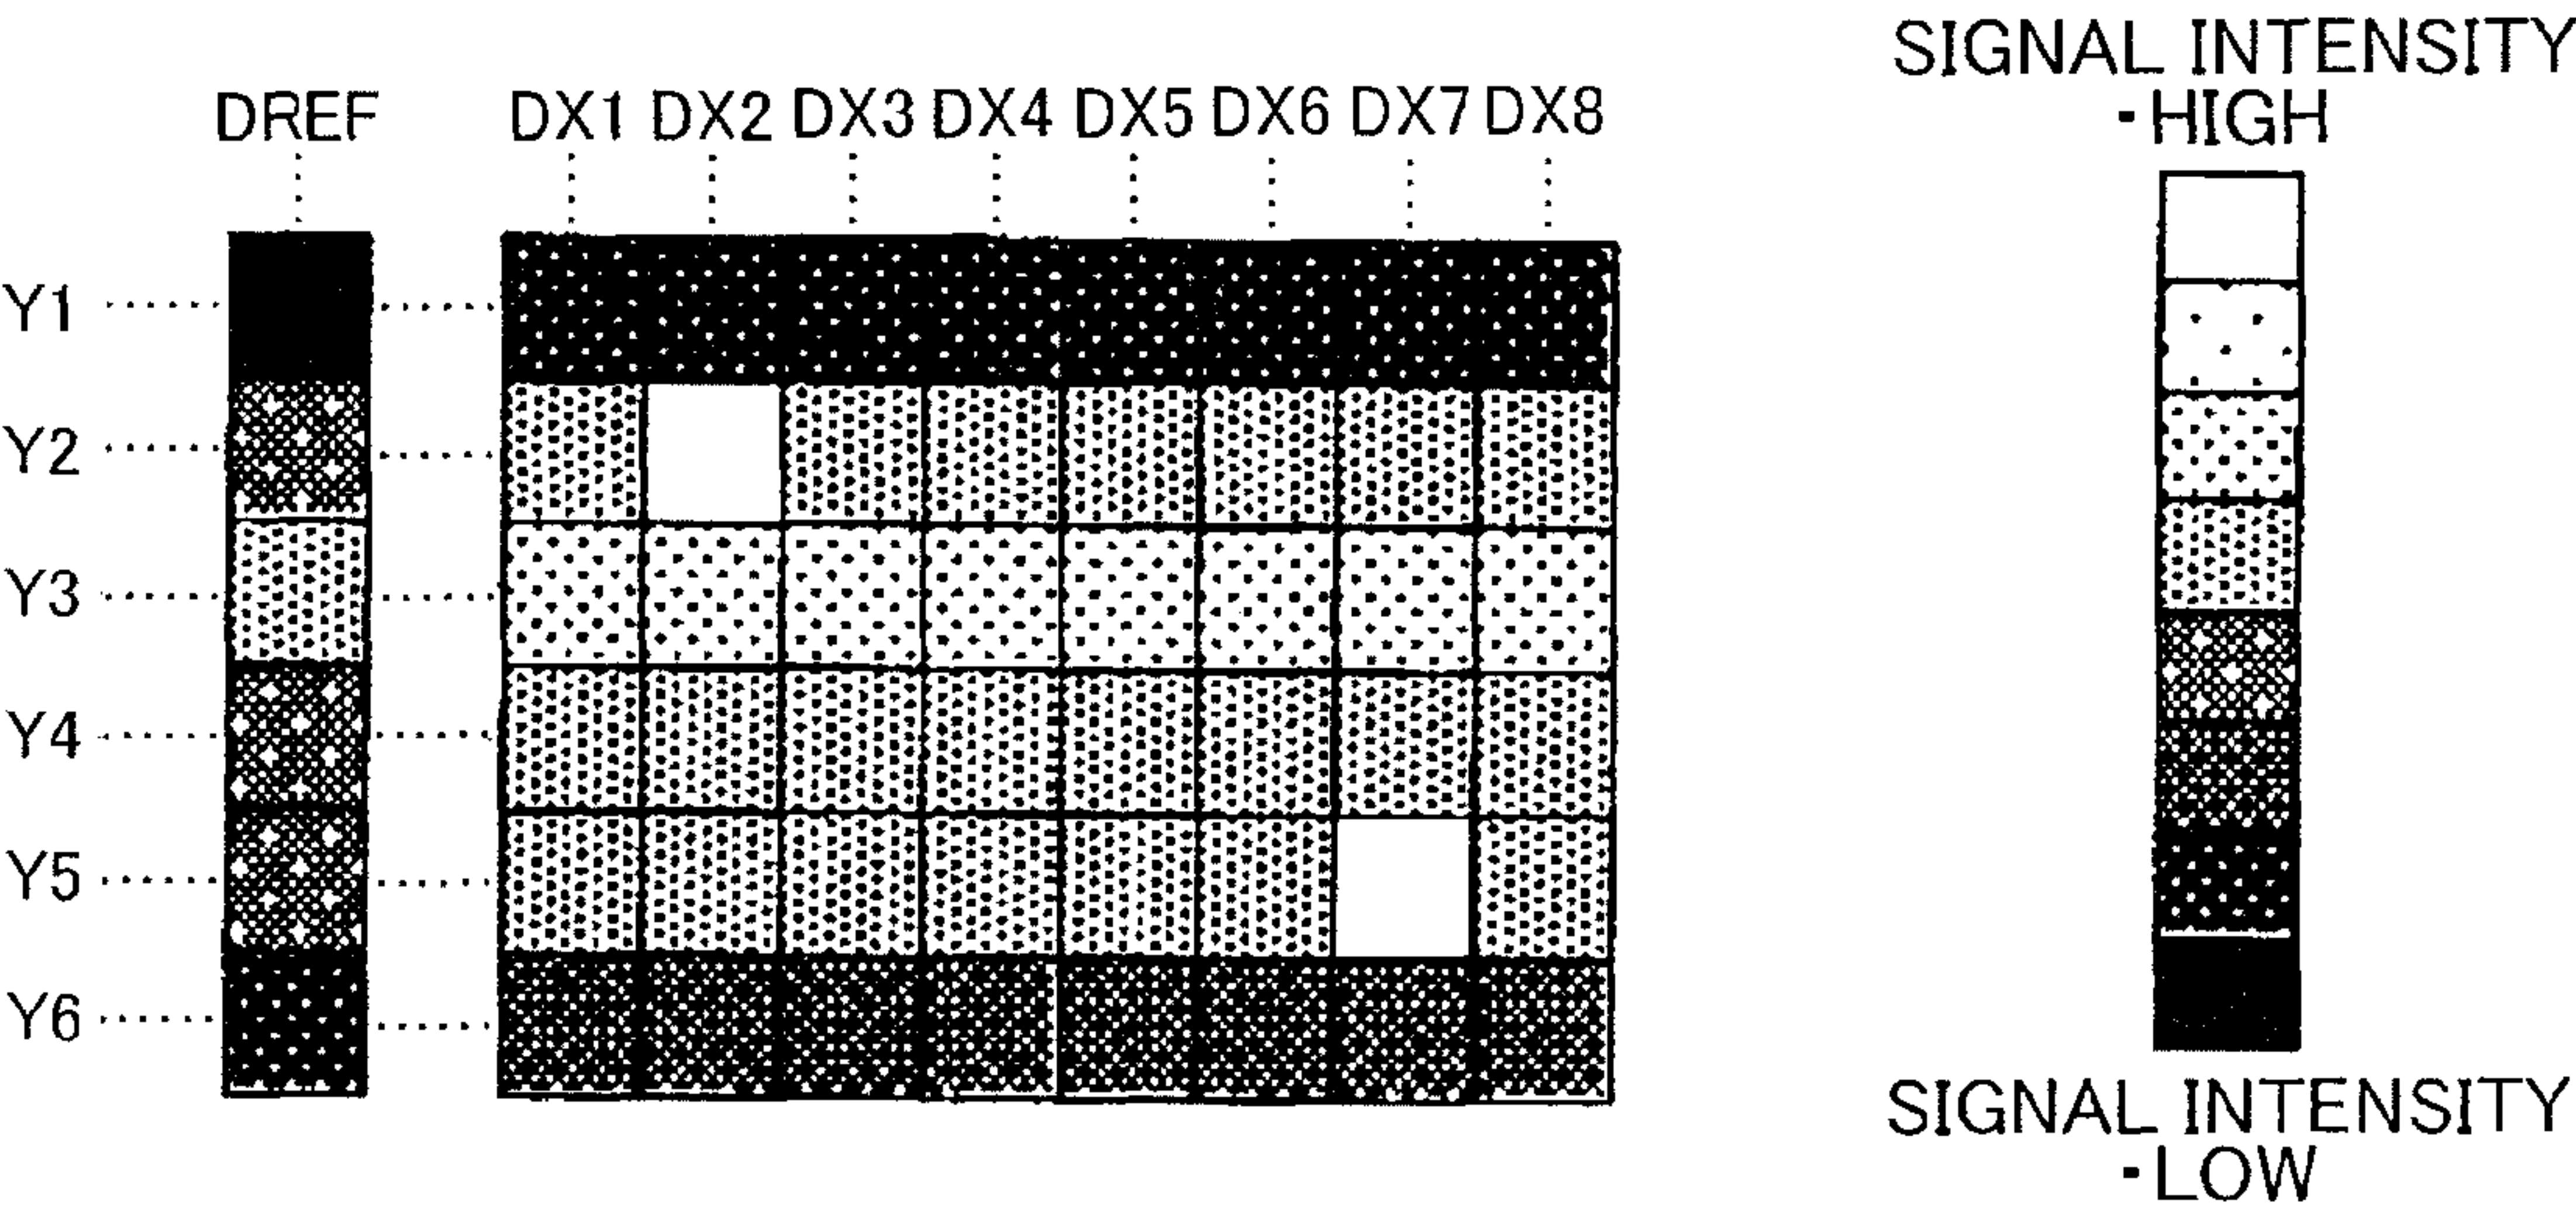 SIGNAL INTENSITY
-HIGH
DREF DX1 DX2 DX3 DX4 DX5 DX6 DX7 DX8
Y1
Y2
Y3
Y4
Y5
Y6
SIGNAL INTENSITY
-LOW